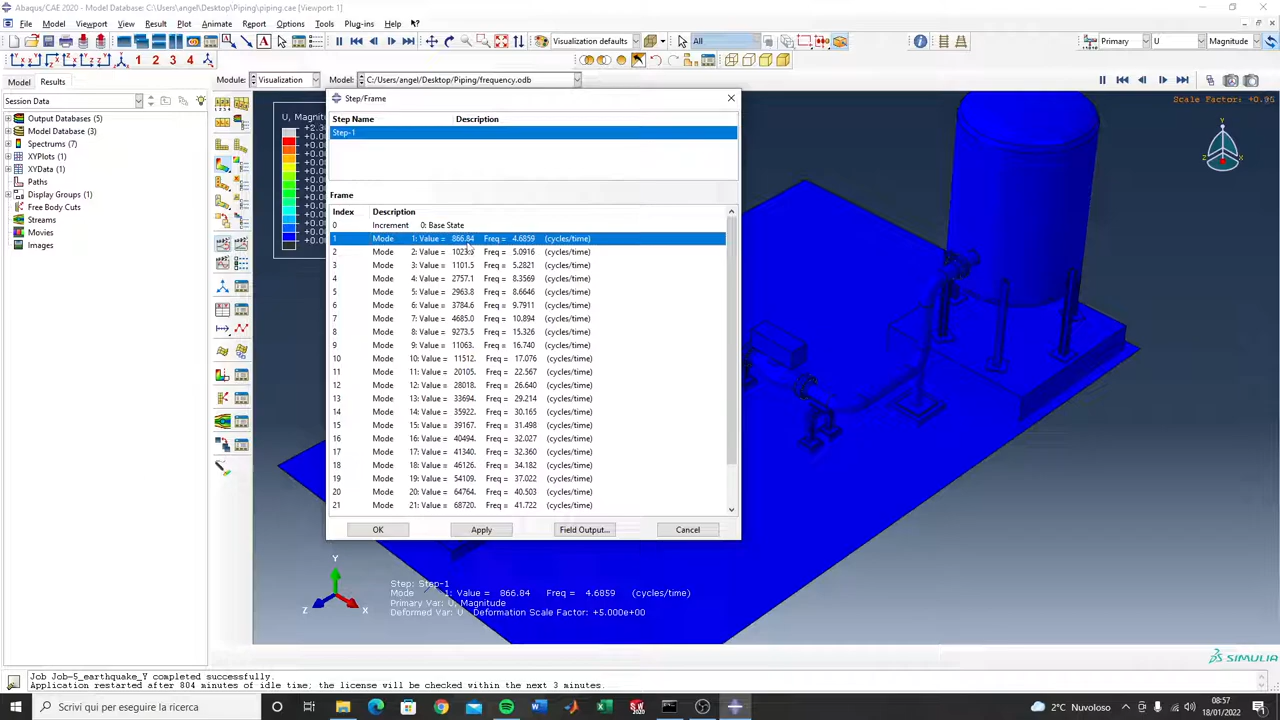 Abaqus/CAE 2020 - Model Database: C:\Users\angel\Desktop\Piping\piping.cae [Viewport: 1]
File Model Viewport View Result Plot Animate Report Options Tools Plug-ins Help
Visualization defaults All Primary U Magnitude
1 2 3 4
Model Results Module: Visualization Model: C:/Users/angel/Desktop/Piping/frequency.odb
Session Data
Output Databases (5)
Model Database (3)
Spectrums (7)
XYPlots (1)
XYData (1)
Paths
Display Groups (1)
Free Body Cuts
Streams
Movies
Images
U, Magnitude
Scale Factor: +0.95
Y
Z X
Step/Frame
Step Name Description
Step-1
Frame
Index Description
0 Increment 0: Base State
1 Mode 1: Value = 866.84 Freq = 4.6859 (cycles/time)
2 Mode 2: Value = 1023. Freq = 5.0916 (cycles/time)
3 Mode 3: Value = 1101.5 Freq = 5.2821 (cycles/time)
4 Mode 4: Value = 2757.1 Freq = 8.3569 (cycles/time)
5 Mode 5: Value = 2963.8 Freq = 8.6646 (cycles/time)
6 Mode 6: Value = 3784.6 Freq = 9.7911 (cycles/time)
7 Mode 7: Value = 4685.0 Freq = 10.894 (cycles/time)
8 Mode 8: Value = 9273.5 Freq = 15.326 (cycles/time)
9 Mode 9: Value = 11063. Freq = 16.740 (cycles/time)
10 Mode 10: Value = 11512. Freq = 17.076 (cycles/time)
11 Mode 11: Value = 20105. Freq = 22.567 (cycles/time)
12 Mode 12: Value = 28018. Freq = 26.640 (cycles/time)
13 Mode 13: Value = 33694. Freq = 29.214 (cycles/time)
14 Mode 14: Value = 35922. Freq = 30.165 (cycles/time)
15 Mode 15: Value = 39167. Freq = 31.498 (cycles/time)
16 Mode 16: Value = 40494. Freq = 32.027 (cycles/time)
17 Mode 17: Value = 41340. Freq = 32.360 (cycles/time)
18 Mode 18: Value = 46126. Freq = 34.182 (cycles/time)
19 Mode 19: Value = 54109. Freq = 37.022 (cycles/time)
20 Mode 20: Value = 64764. Freq = 40.503 (cycles/time)
21 Mode 21: Value = 68720. Freq = 41.722 (cycles/time)
OK Apply Field Output... Cancel
Y
Z X
Step: Step-1
Mode 1: Value = 866.84 Freq = 4.6859 (cycles/time)
Primary Var: U, Magnitude
Deformed Var: U Deformation Scale Factor: +5.000e+00
SIMULIA
Job Job-5_earthquake_Y completed successfully.
Application restarted after 804 minutes of idle time; the license will be checked within the next 3 minutes.
Scrivi qui per eseguire la ricerca
2°C Nuvoloso
08:57
18/01/2022